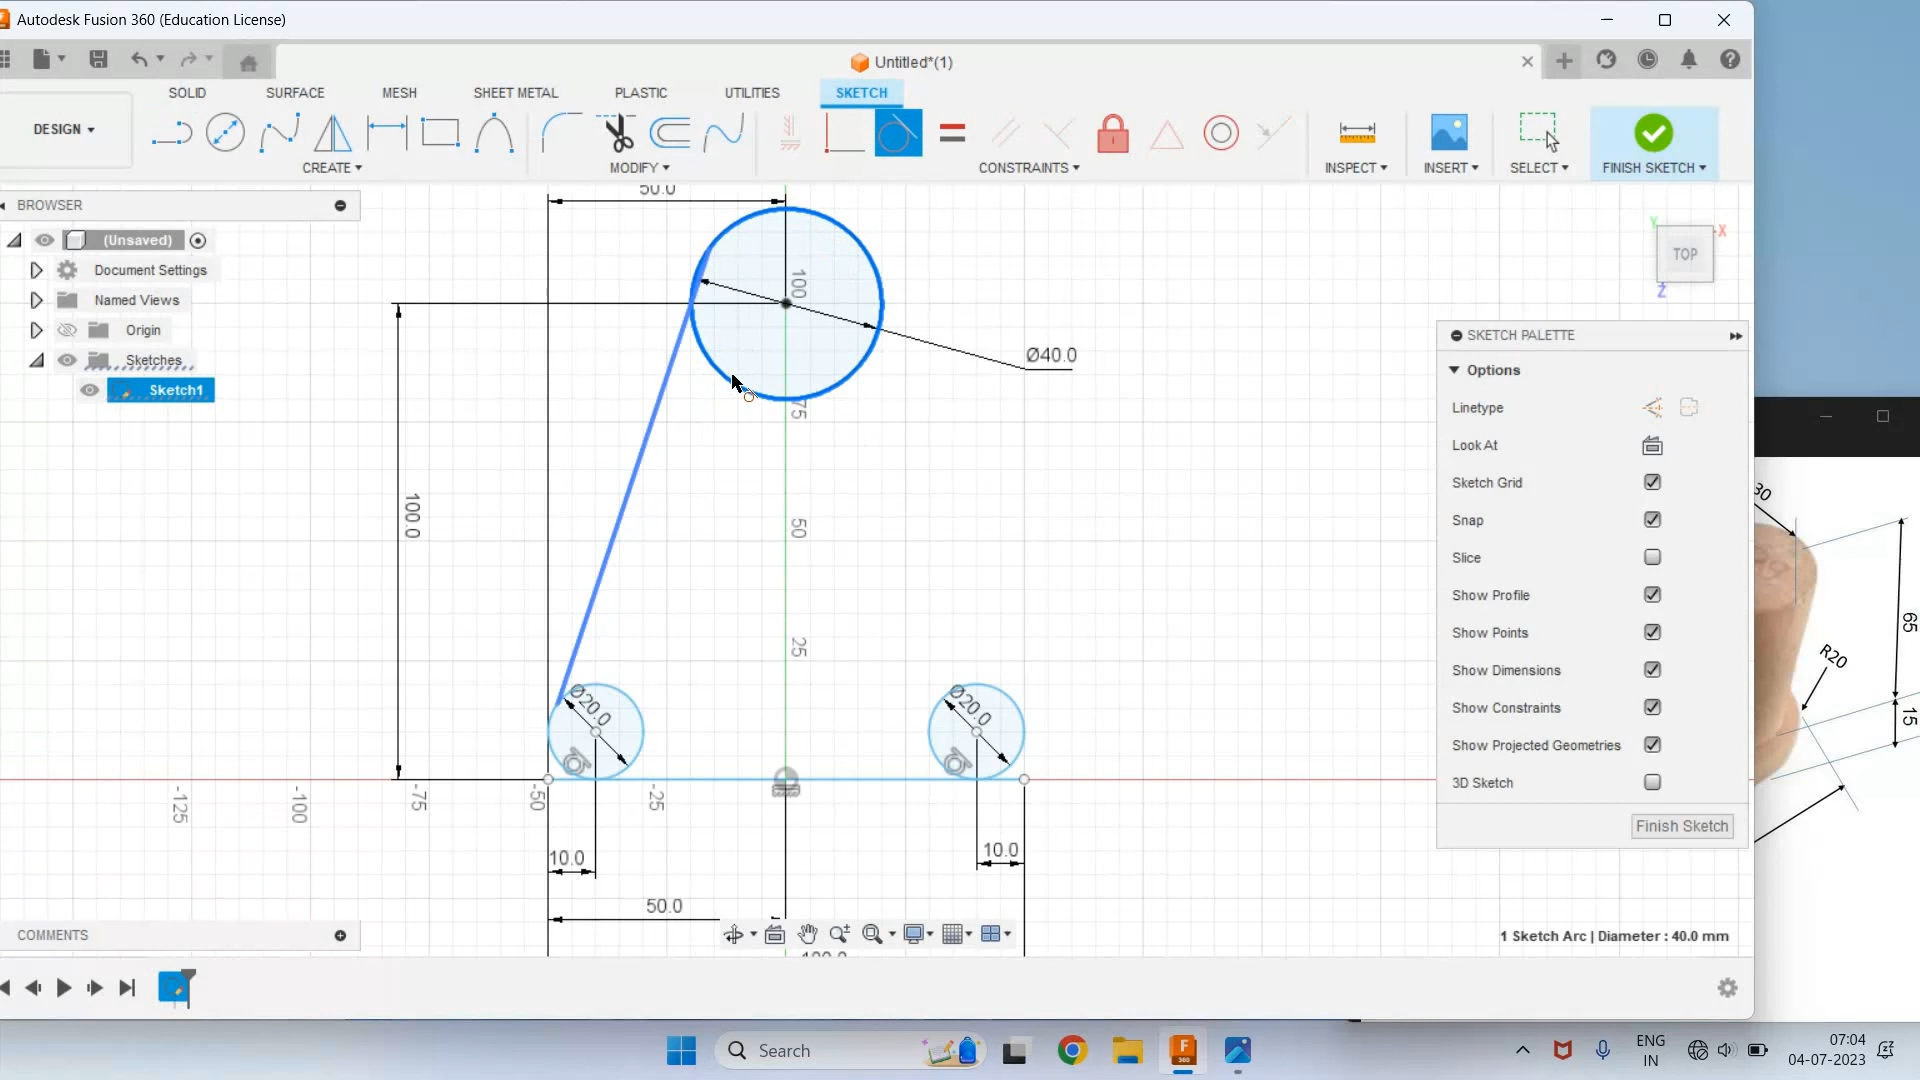 Autodesk Fusion 360 (Education License)
Untitled*(1)
SOLID SURFACE MESH SHEET METAL PLASTIC UTILITIES SKETCH
DESIGN
CREATE MODIFY CONSTRAINTS INSPECT INSERT SELECT FINISH SKETCH
BROWSER
(Unsaved)
Document Settings
Named Views
Origin
Sketches
Sketch1
50.0
100
Ø40.0
75
100.0
50
25
Ø20.0
Ø20.0
-125
-100
-75
-50
-25
10.0
10.0
50.0
100.0
TOP
X
Y
Z
SKETCH PALETTE
Options
Linetype
Look At
Sketch Grid
Snap
Slice
Show Profile
Show Points
Show Dimensions
Show Constraints
Show Projected Geometries
3D Sketch
Finish Sketch
30
65
R20
15
COMMENTS
1 Sketch Arc | Diameter : 40.0 mm
Search
F
360
ENG
IN
07:04
04-07-2023